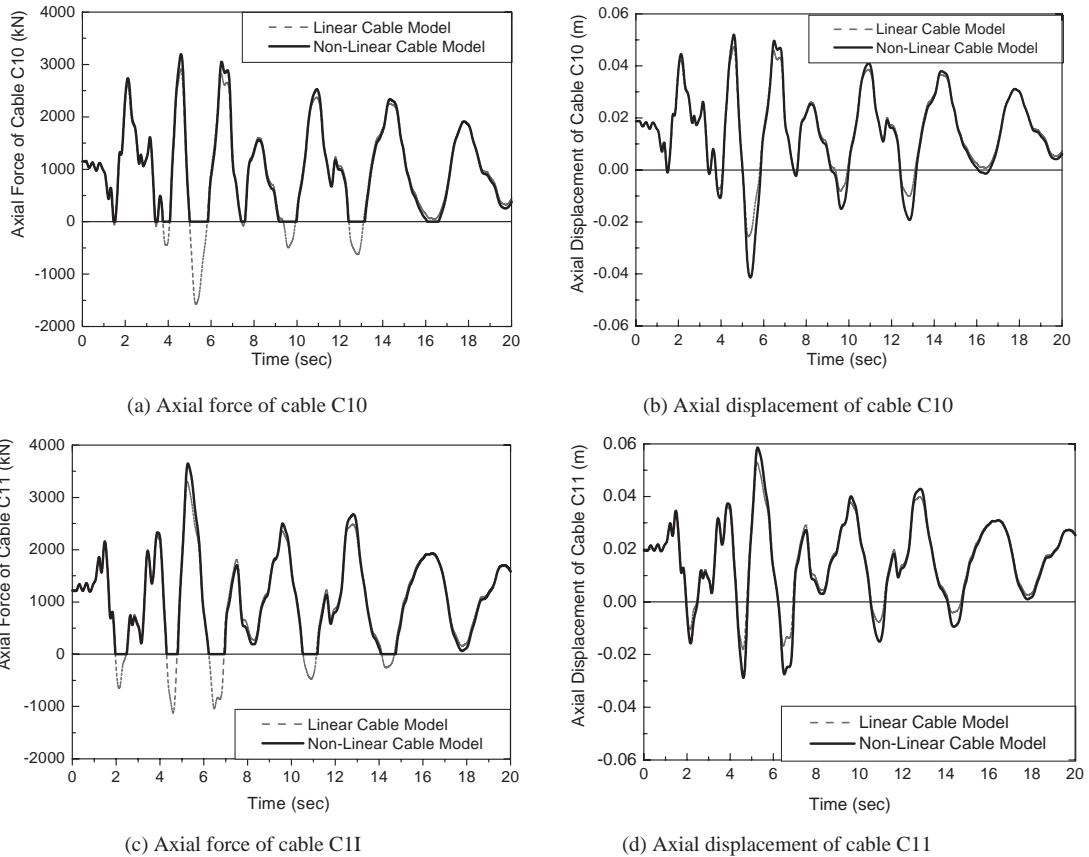 Axial Force of Cable C10 (kN)
4000
3000
2000
1000
0
-1000
-2000
Linear Cable Model
Non-Linear Cable Model
0 2 4 6 8 10 12 14 16 18 20
Time (sec)
(a) Axial force of cable C10
Axial Displacement of Cable C10 (m)
0.06
0.04
0.02
0.00
-0.02
-0.04
-0.06
Linear Cable Model
Non-Linear Cable Model
0 2 4 6 8 10 12 14 16 18 20
Time (sec)
(b) Axial displacement of cable C10
Axial Force of Cable C11 (kN)
4000
3000
2000
1000
0
-1000
-2000
Linear Cable Model
Non-Linear Cable Model
0 2 4 6 8 10 12 14 16 18 20
Time (sec)
(c) Axial force of cable C1I
Axial Displacement of Cable C11 (m)
0.06
0.04
0.02
0.00
-0.02
-0.04
-0.06
Linear Cable Model
Non-Linear Cable Model
0 2 4 6 8 10 12 14 16 18 20
Time (sec)
(d) Axial displacement of cable C11